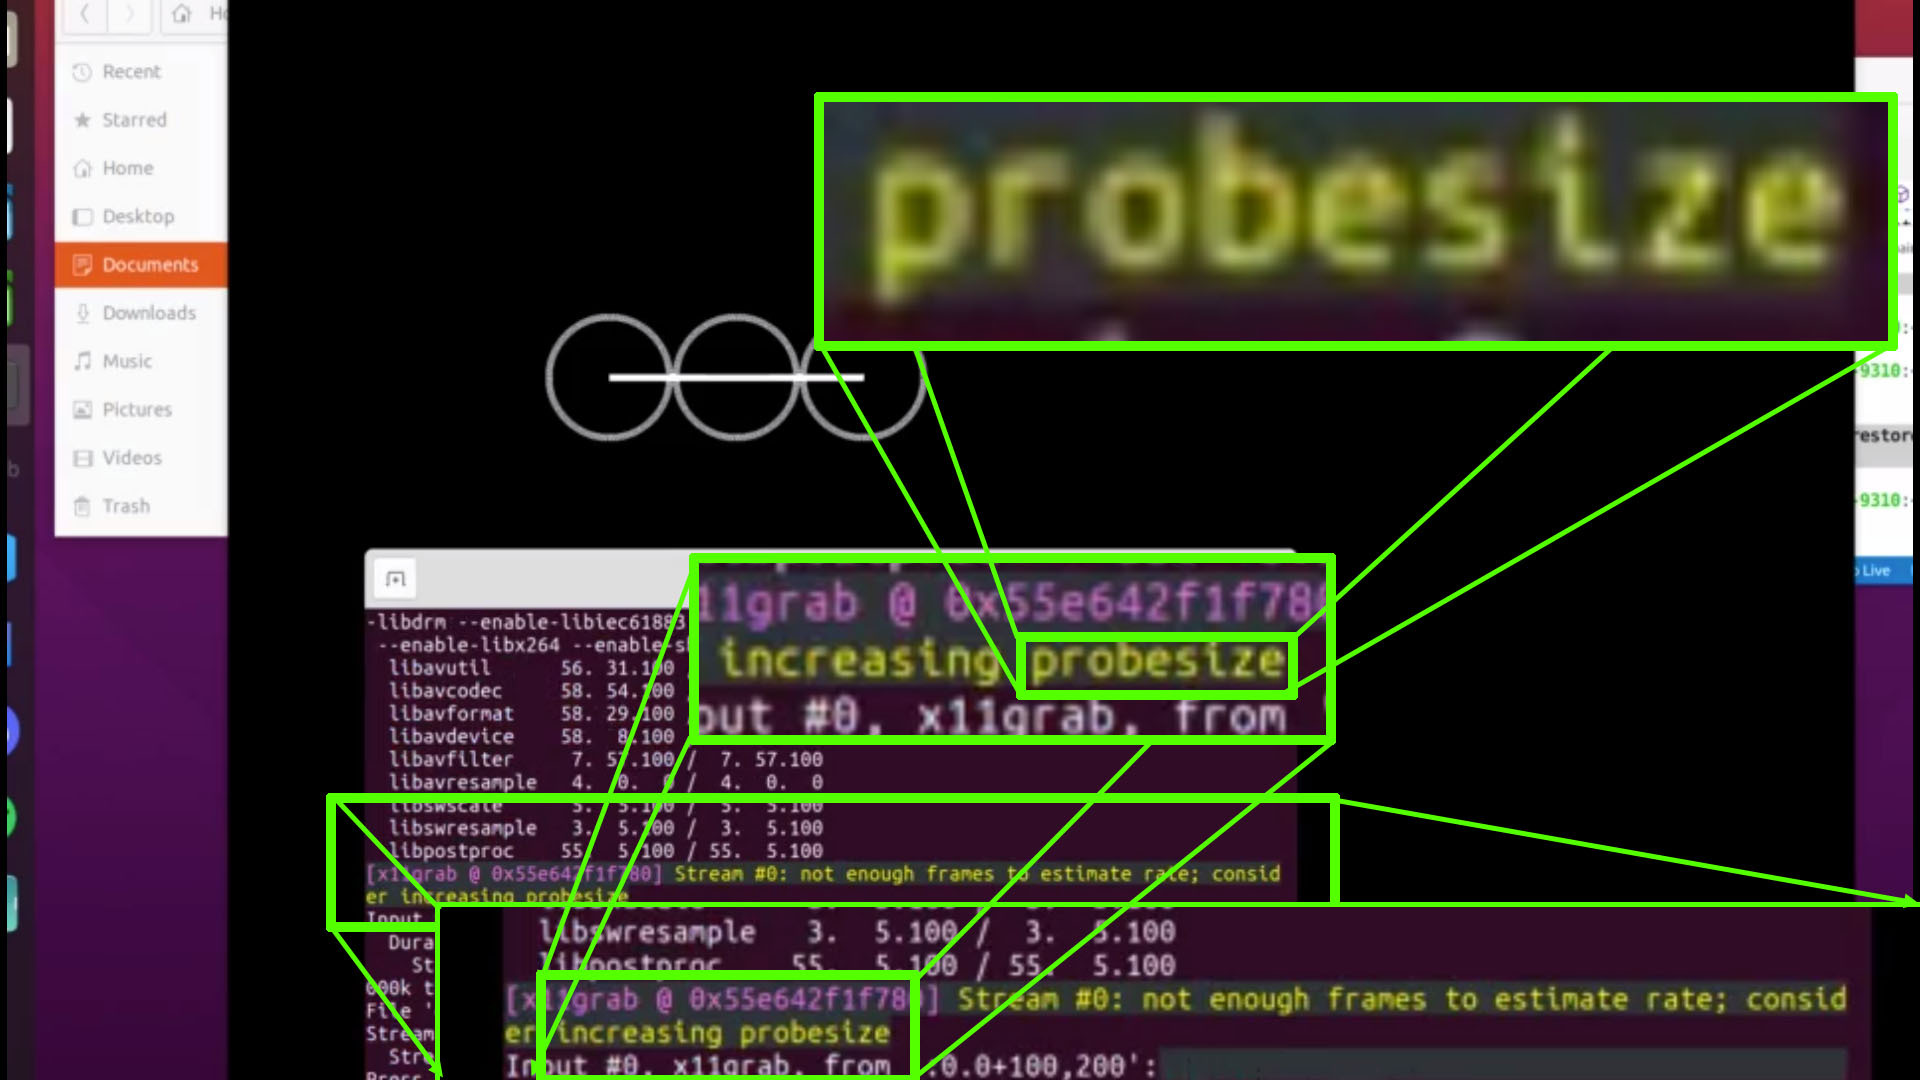 Recent
Starred
Home
Desktop
Documents
Downloads
Music
Pictures
Videos
Trash
probesize
9310:
restor
9310:
Live
11grab @ 0x55e642f1f780
increasing probesize
put #0, x11grab, from
-libdrm --enable-libiec61883
--enable-libx264 --enable-s
libavutil 56. 31.100
libavcodec 58. 54.100
libavformat 58. 29.100
libavdevice 58. 8.100
libavfilter 7. 57.100 / 7. 57.100
libavresample 4. 0. 0 / 4. 0. 0
libswscale 5. 5.100 / 5. 5.100
libswresample 3. 5.100 / 3. 5.100
libpostproc 55. 5.100 / 55. 5.100
[x11grab @ 0x55e642f1f780] Stream #0: not enough frames to estimate rate; consid
er increasing probesize
Input
Dura
St
000k t
File '
Stream
Stre
Press
libswresample 3. 5.100 / 3. 5.100
libpostproc 55. 5.100 / 55. 5.100
[x11grab @ 0x55e642f1f780] Stream #0: not enough frames to estimate rate; consid
er increasing probesize
Input #0, x11grab, from ':0.0+100,200':